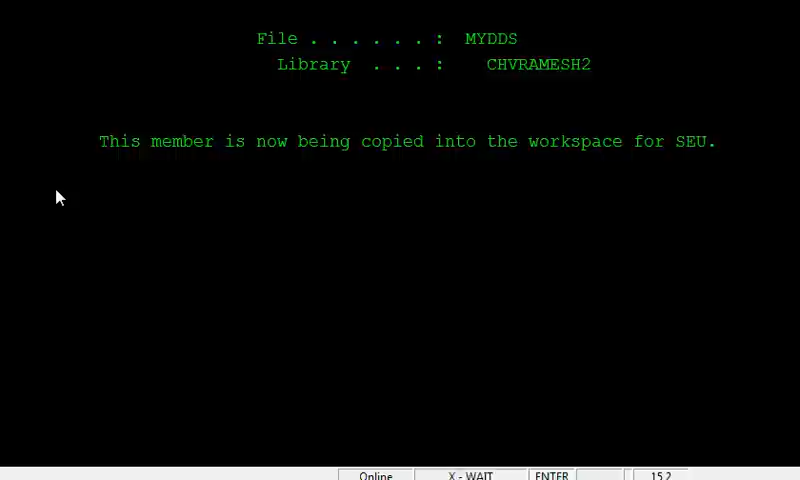 File . . . . . . : MYDDS
Library . . . : CHVRAMESH2
This member is now being copied into the workspace for SEU.
Online X - WAIT ENTER 15,2